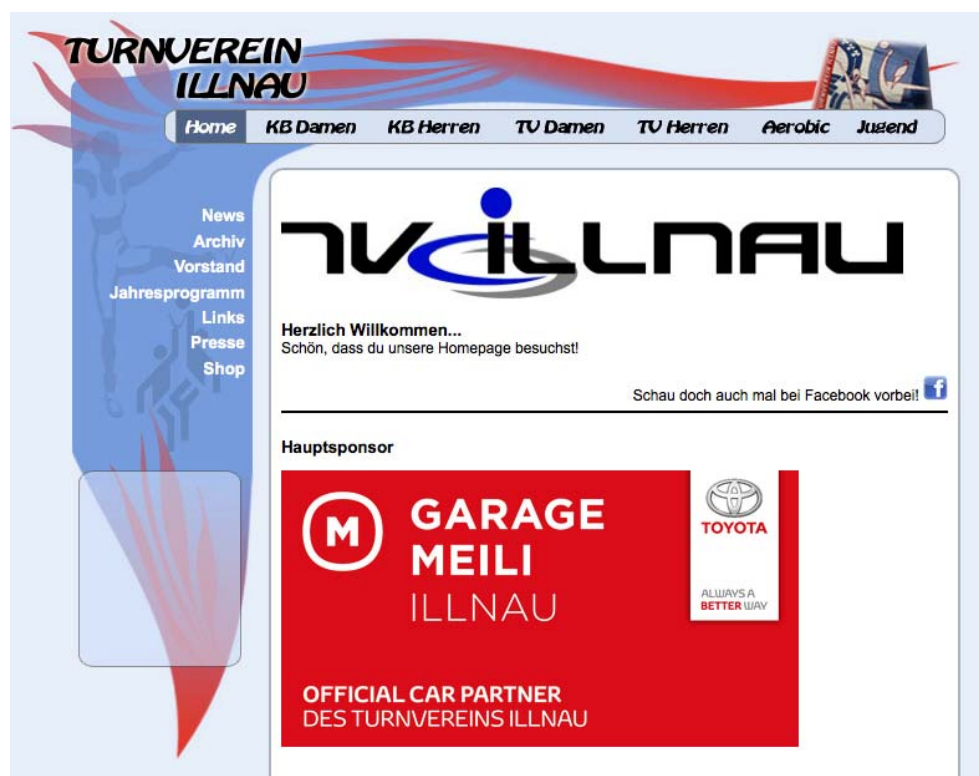 TURNVEREIN
ILLNAU
Home KB Damen KB Herren TV Damen TV Herren Aerobic Jugend
News
Archiv
Vorstand
Jahresprogramm
Links
Presse
Shop
TV ILLNAU
Herzlich Willkommen...
Schön, dass du unsere Homepage besuchst!
Schau doch auch mal bei Facebook vorbei! f
Hauptsponsor
M
GARAGE
MEILI
ILLNAU
TOYOTA
ALWAYS A
BETTER WAY
OFFICIAL CAR PARTNER
DES TURNVEREINS ILLNAU